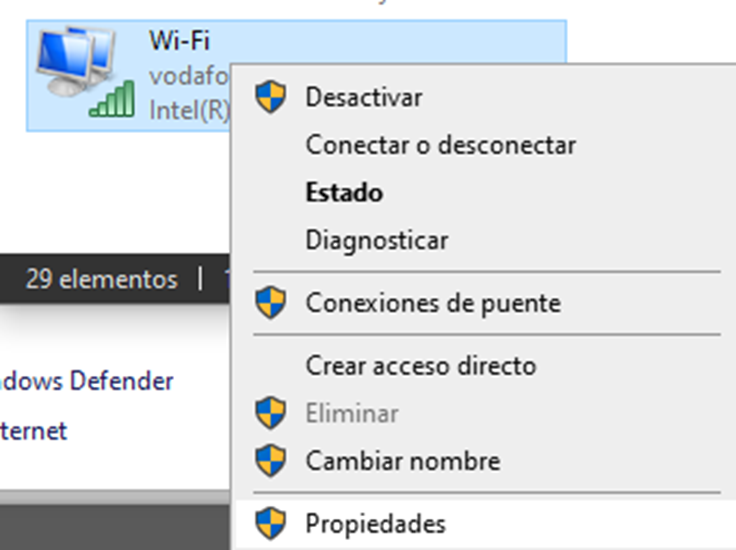 Wi-Fi
vodafo
Intel(R)
Desactivar
Conectar o desconectar
Estado
Diagnosticar
29 elementos |
Conexiones de puente
Crear acceso directo
dows Defender
Eliminar
ternet
Cambiar nombre
Propiedades